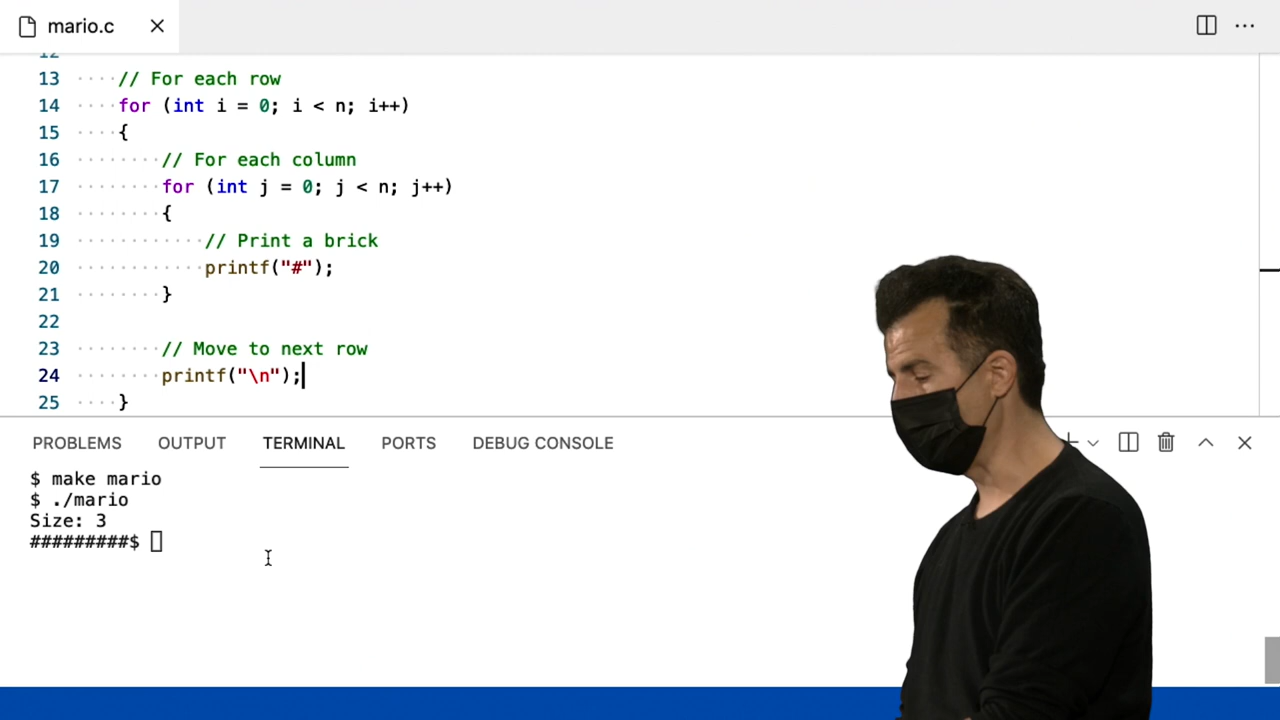 mario.c
12
13 // For each row
14 for (int i = 0; i < n; i++)
15 {
16 // For each column
17 for (int j = 0; j < n; j++)
18 {
19 // Print a brick
20 printf("#");
21 }
22
23 // Move to next row
24 printf("\n");
25 }
PROBLEMS OUTPUT TERMINAL PORTS DEBUG CONSOLE
$ make mario
$ ./mario
Size: 3
#########$